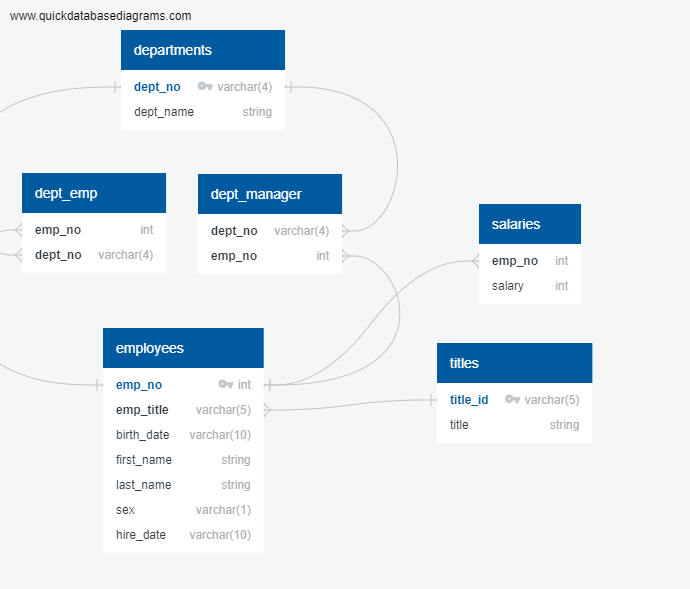 www.quickdatabasediagrams.com
departments
dept_no varchar(4)
dept_name string
dept_emp
emp_no int
dept_no varchar(4)
dept_manager
dept_no varchar(4)
emp_no int
salaries
emp_no int
salary int
employees
emp_no int
emp_title varchar(5)
birth_date varchar(10)
first_name string
last_name string
sex varchar(1)
hire_date varchar(10)
titles
title_id varchar(5)
title string